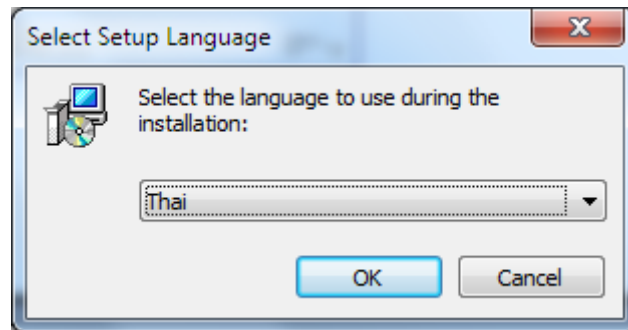 Select Setup Language
Select the language to use during the
installation:
Thai
OK
Cancel